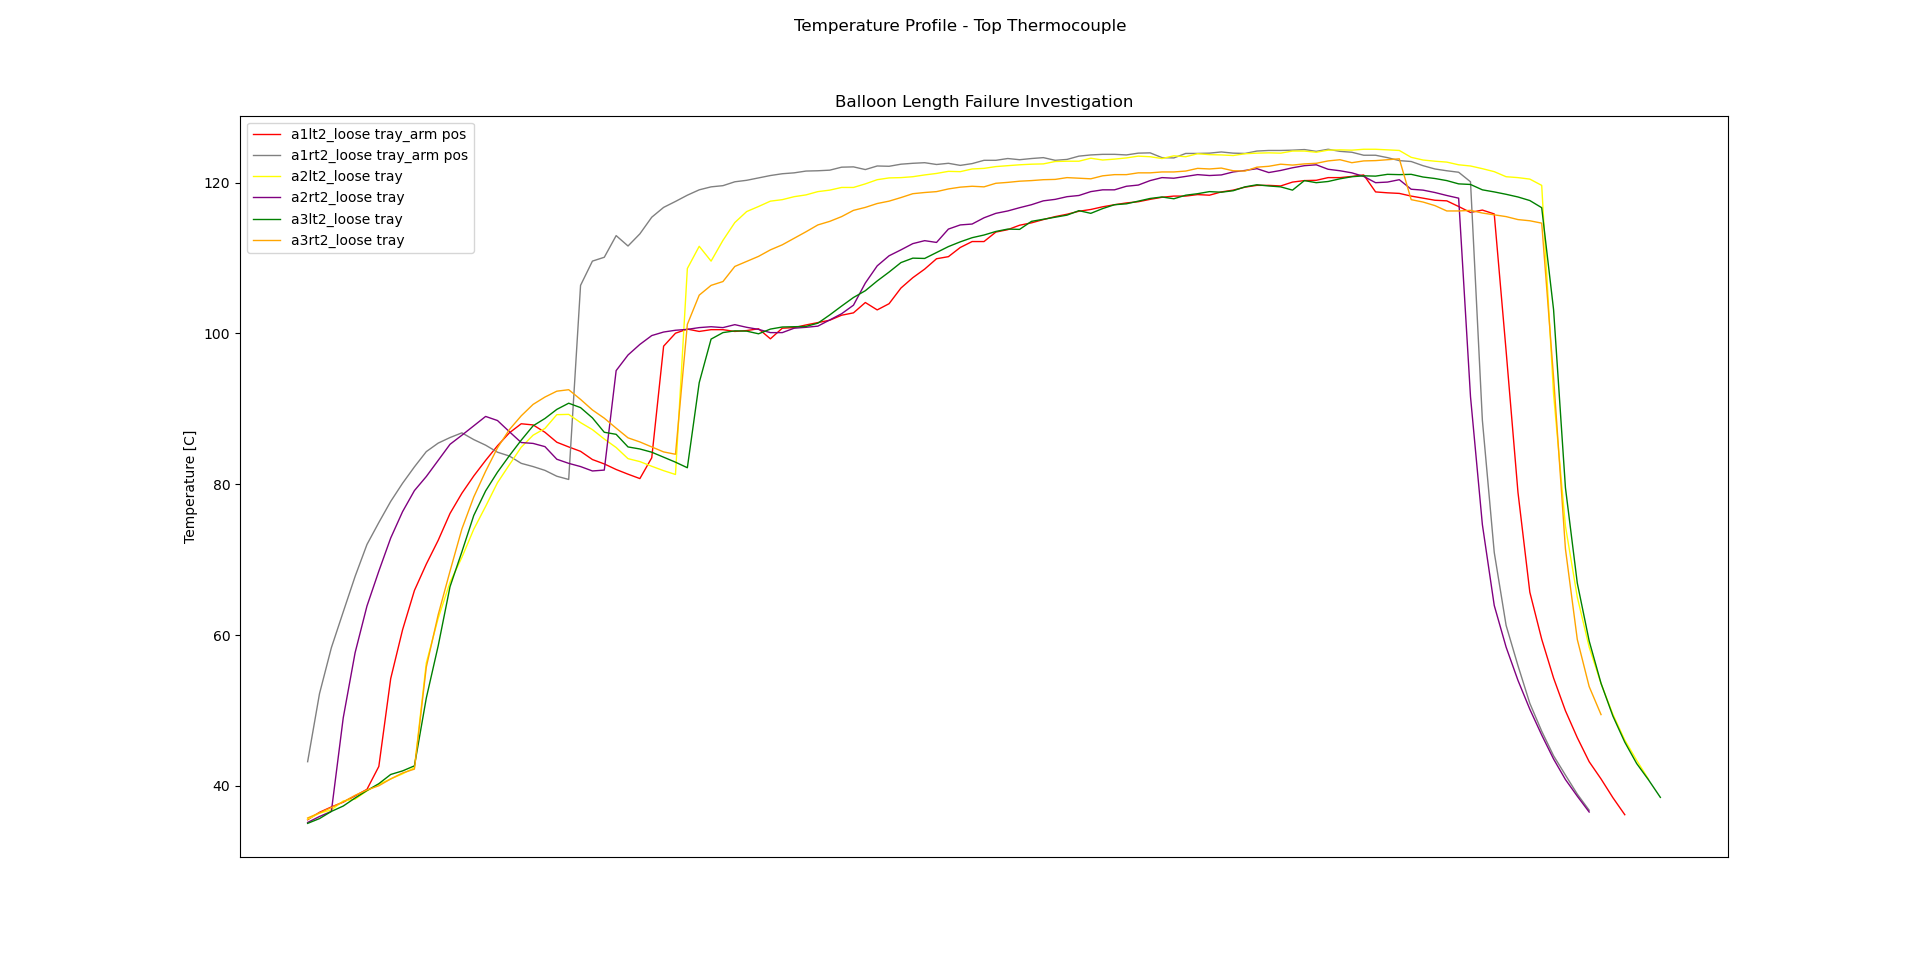 Temperature Profile - Top Thermocouple
Balloon Length Failure Investigation
a1lt2_loose tray_arm pos
a1rt2_loose tray_arm pos
a2lt2_loose tray
a2rt2_loose tray
a3lt2_loose tray
a3rt2_loose tray
120
100
80
60
40
Temperature [C]